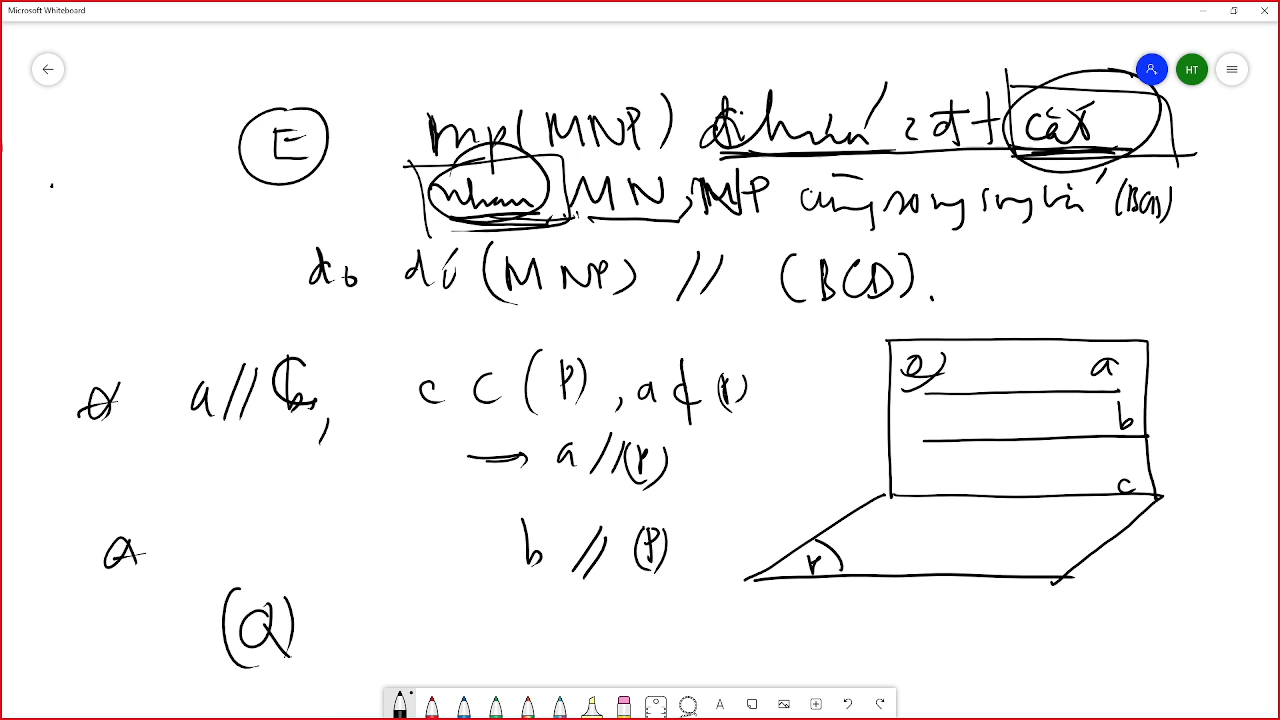 Microsoft Whiteboard
HT
E mp(MNP) đi 2 đt cắt
nhau MN, MP cùng song song với (BCD)
do đó (MNP) // (BCD).
a // c, c ⊂ (P), a ⊄ (P)
→ a // (P)
a b // (P)
(Q)
Q a
b
c
P
A